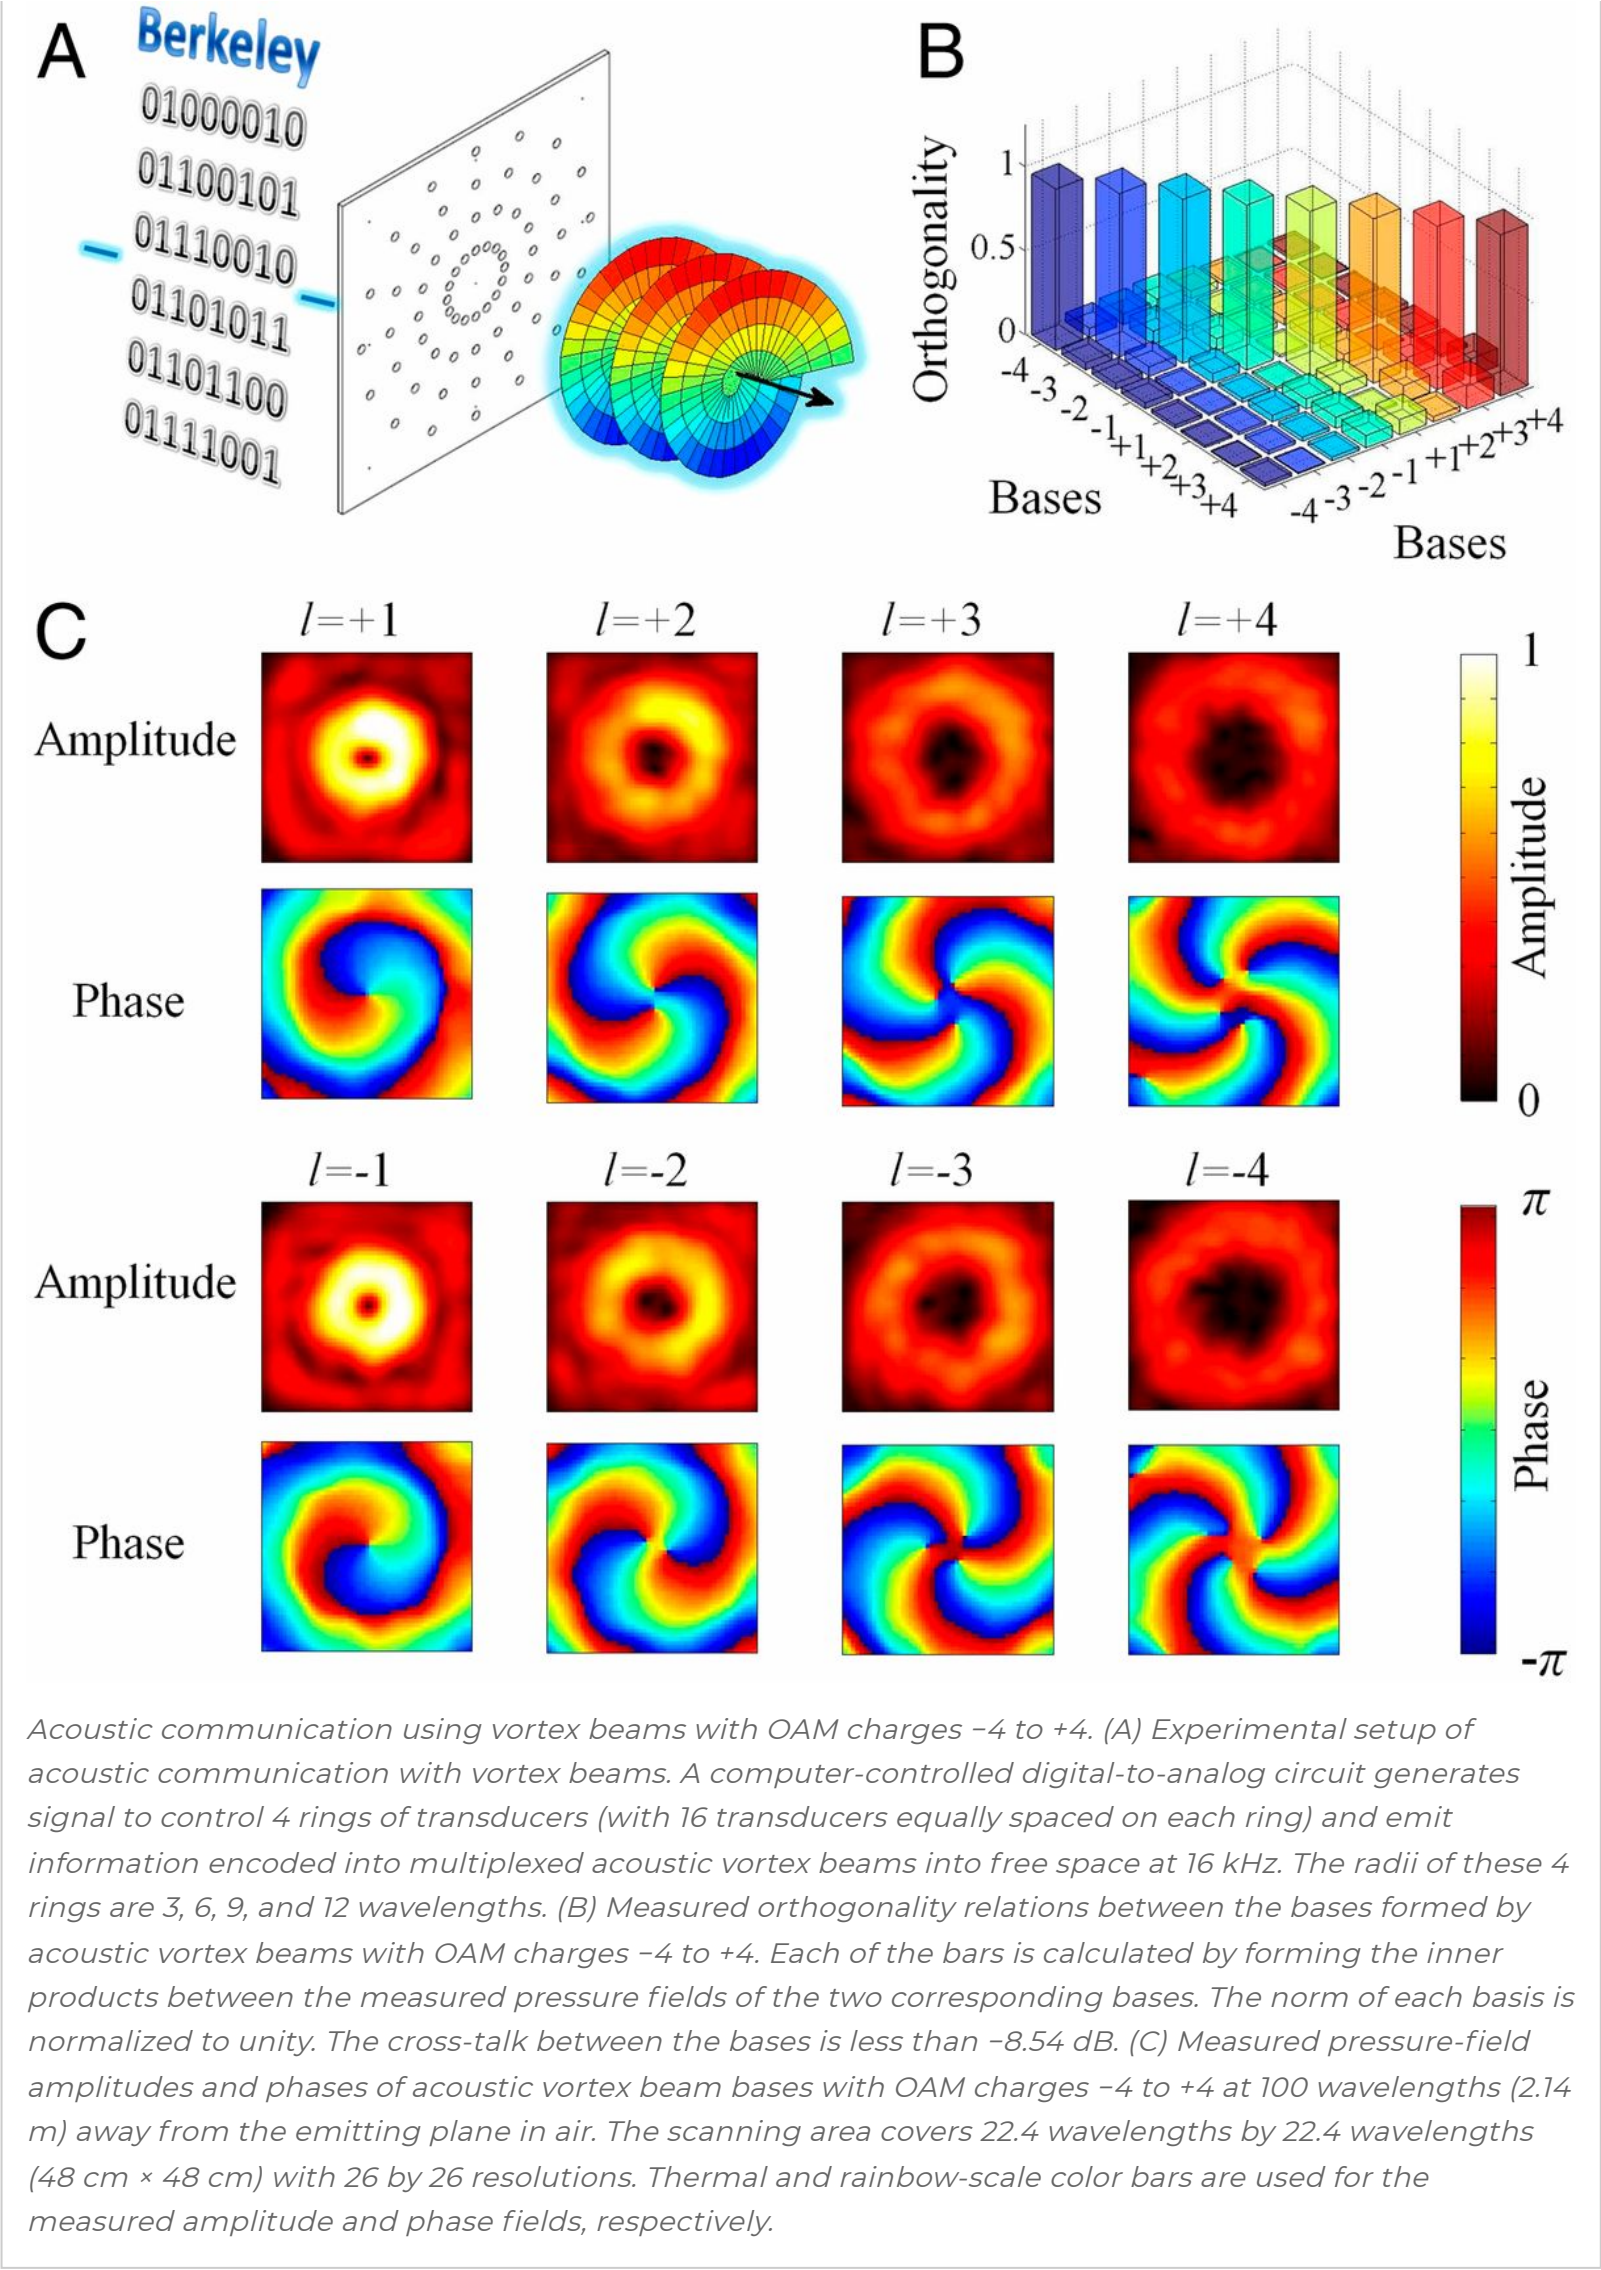 A
Berkeley
01000010
01100101
01110010
01101011
01101100
01111001
B
Orthogonality
1
0.5
0
-4
-3
-2
-1
+1
+2
+3
+4
Bases
-4 -3 -2 -1 +1 +2 +3 +4
Bases
C
l=+1 l=+2 l=+3 l=+4
Amplitude
Phase
1
Amplitude
0
l=-1 l=-2 l=-3 l=-4
Amplitude
Phase
π
Phase
-π
Acoustic communication using vortex beams with OAM charges −4 to +4. (A) Experimental setup of
acoustic communication with vortex beams. A computer-controlled digital-to-analog circuit generates
signal to control 4 rings of transducers (with 16 transducers equally spaced on each ring) and emit
information encoded into multiplexed acoustic vortex beams into free space at 16 kHz. The radii of these 4
rings are 3, 6, 9, and 12 wavelengths. (B) Measured orthogonality relations between the bases formed by
acoustic vortex beams with OAM charges −4 to +4. Each of the bars is calculated by forming the inner
products between the measured pressure fields of the two corresponding bases. The norm of each basis is
normalized to unity. The cross-talk between the bases is less than −8.54 dB. (C) Measured pressure-field
amplitudes and phases of acoustic vortex beam bases with OAM charges −4 to +4 at 100 wavelengths (2.14
m) away from the emitting plane in air. The scanning area covers 22.4 wavelengths by 22.4 wavelengths
(48 cm × 48 cm) with 26 by 26 resolutions. Thermal and rainbow-scale color bars are used for the
measured amplitude and phase fields, respectively.